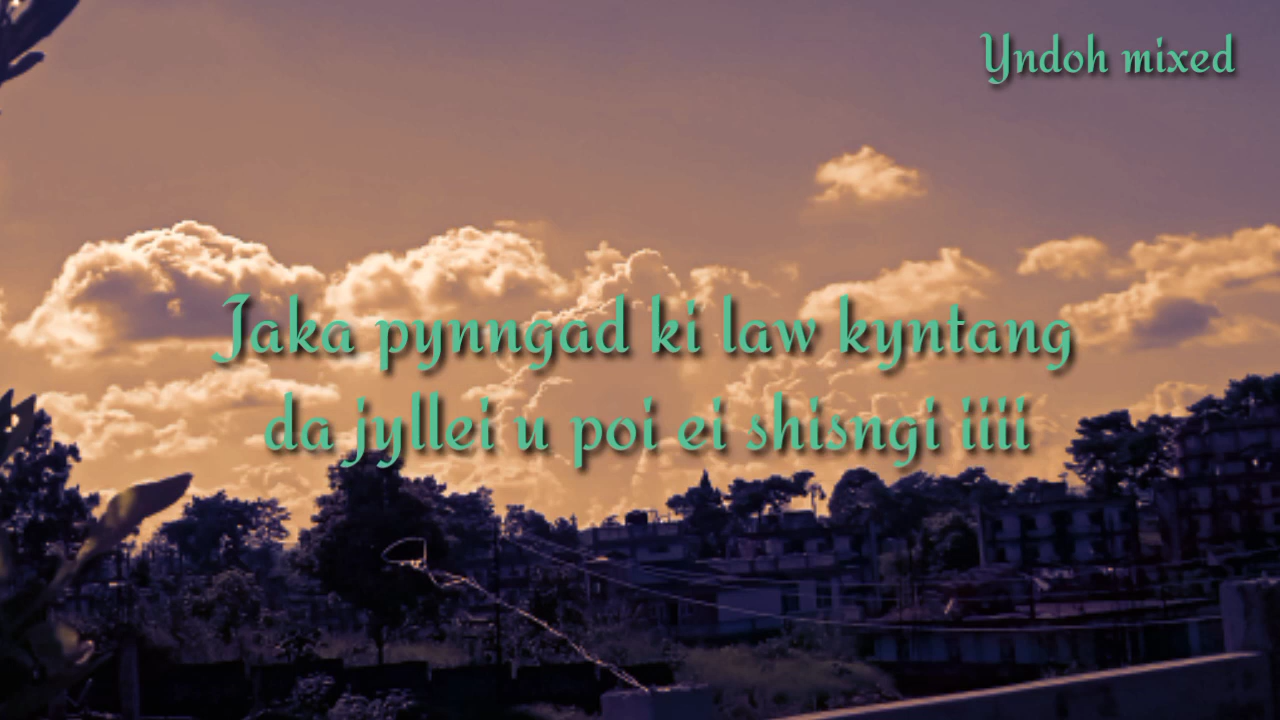 Yndoh mixed
Jaka pynngad ki law kyntang
da jyllei u poi ei shisngi iiii